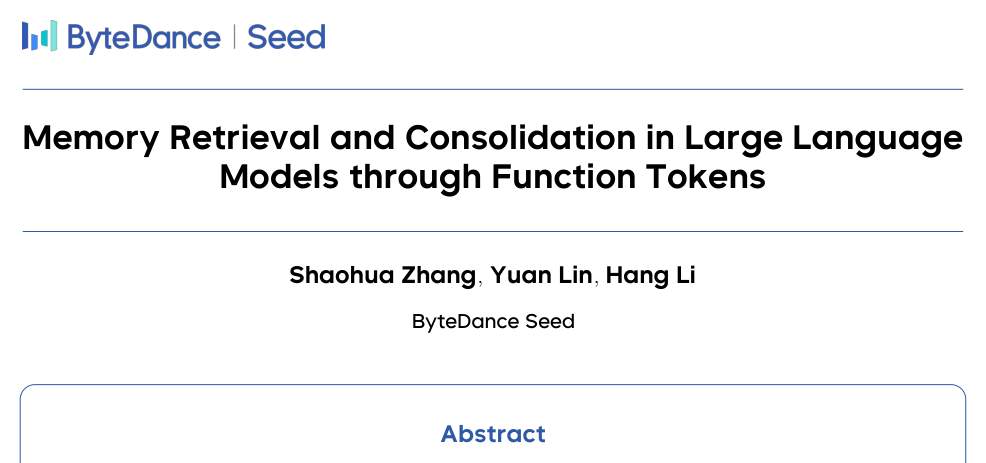 ByteDance | Seed
Memory Retrieval and Consolidation in Large Language
Models through Function Tokens
Shaohua Zhang, Yuan Lin, Hang Li
ByteDance Seed
Abstract